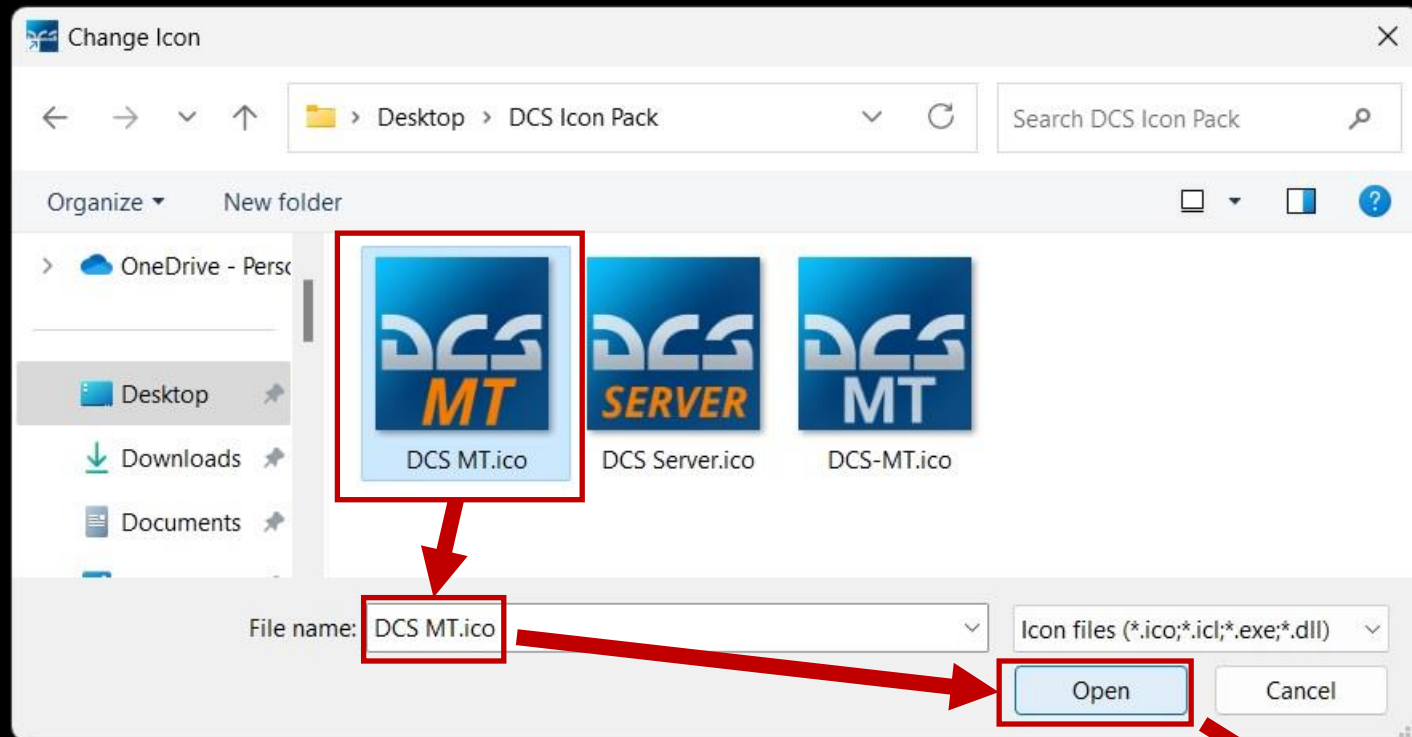 Change Icon
Desktop > DCS Icon Pack
Search DCS Icon Pack
Organize
New folder
OneDrive - Perso
Desktop
Downloads
Documents
DCS
MT
DCS
SERVER
DCS
MT
DCS MT.ico
DCS Server.ico
DCS-MT.ico
File name:
DCS MT.ico
Icon files (*.ico;*.icl;*.exe;*.dll)
Open
Cancel